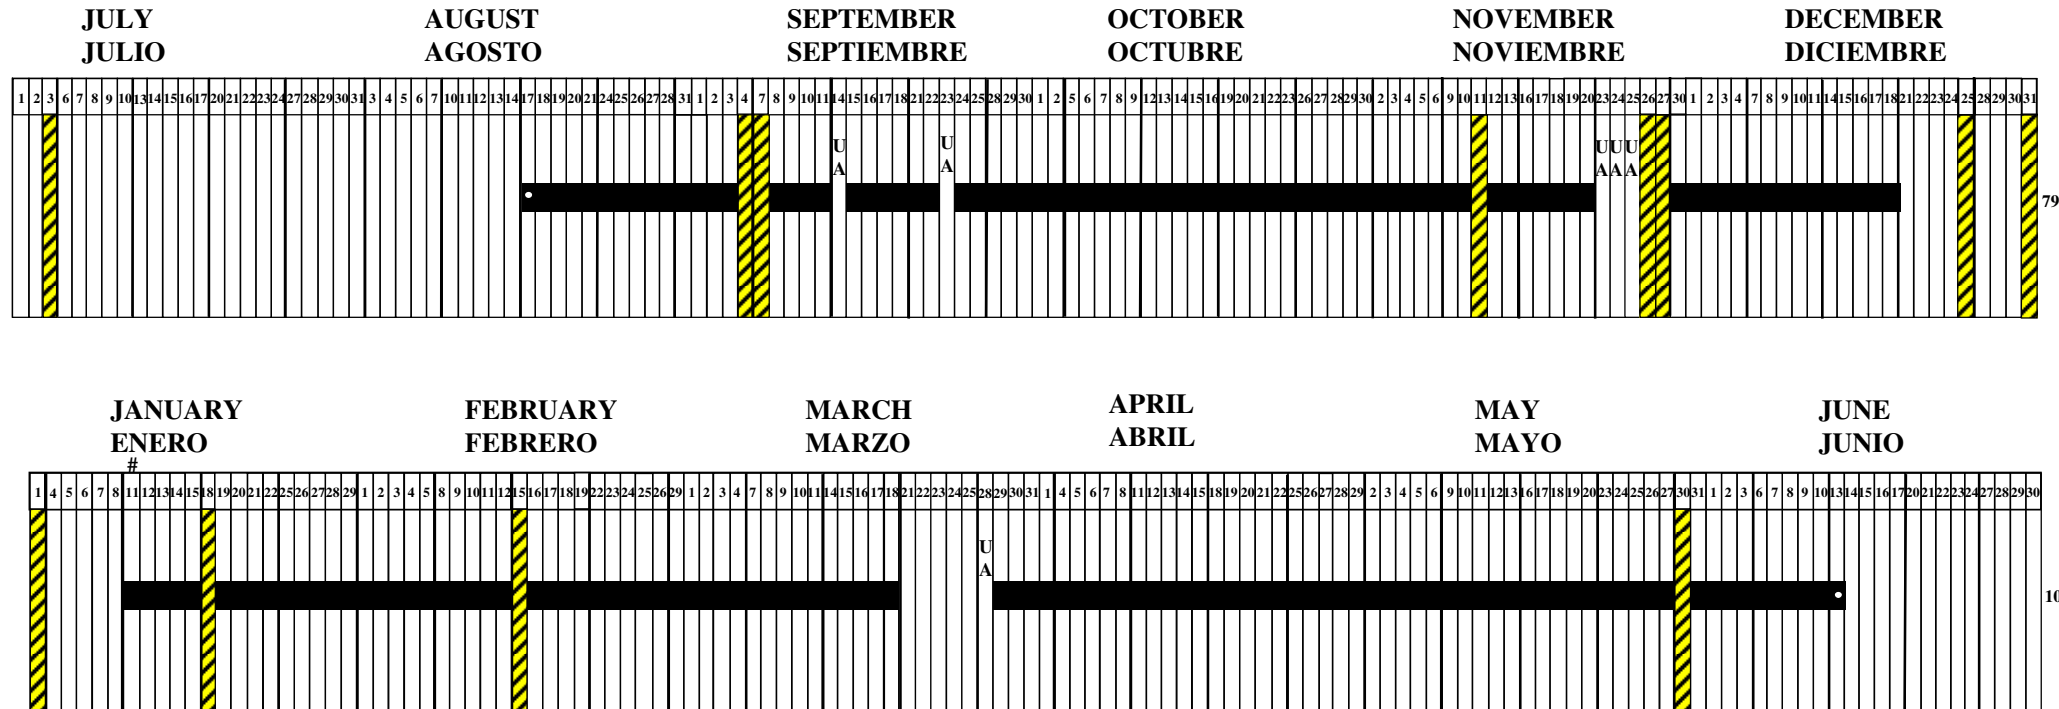 JULY AUGUST SEPTEMBER OCTOBER NOVEMBER DECEMBER
JULIO AGOSTO SEPTIEMBRE OCTUBRE NOVIEMBRE DICIEMBRE
1 2 3 6 7 8 9 10 13 14 15 16 17 20 21 22 23 24 27 28 29 30 31 3 4 5 6 7 10 11 12 13 14 17 18 19 20 21 24 25 26 27 28 31 1 2 3 4 7 8 9 10 11 14 15 16 17 18 21 22 23 24 25 28 29 30 1 2 5 6 7 8 9 12 13 14 15 16 19 20 21 22 23 26 27 28 29 30 2 3 4 5 6 9 10 11 12 13 16 17 18 19 20 23 24 25 26 27 30 1 2 3 4 7 8 9 10 11 14 15 16 17 18 21 22 23 24 25 28 29 30 31
U U U U U
A A A A A
79
JANUARY FEBRUARY MARCH APRIL MAY JUNE
ENERO FEBRERO MARZO ABRIL MAYO JUNIO
#
1 4 5 6 7 8 11 12 13 14 15 18 19 20 21 22 25 26 27 28 29 1 2 3 4 5 8 9 10 11 12 15 16 17 18 19 22 23 24 25 26 29 1 2 3 4 7 8 9 10 11 14 15 16 17 18 21 22 23 24 25 28 29 30 31 1 4 5 6 7 8 11 12 13 14 15 18 19 20 21 22 25 26 27 28 29 2 3 4 5 6 9 10 11 12 13 16 17 18 19 20 23 24 25 26 27 30 31 1 2 3 6 7 8 9 10 13 14 15 16 17 20 21 22 23 24 27 28 29 30
U
A
10